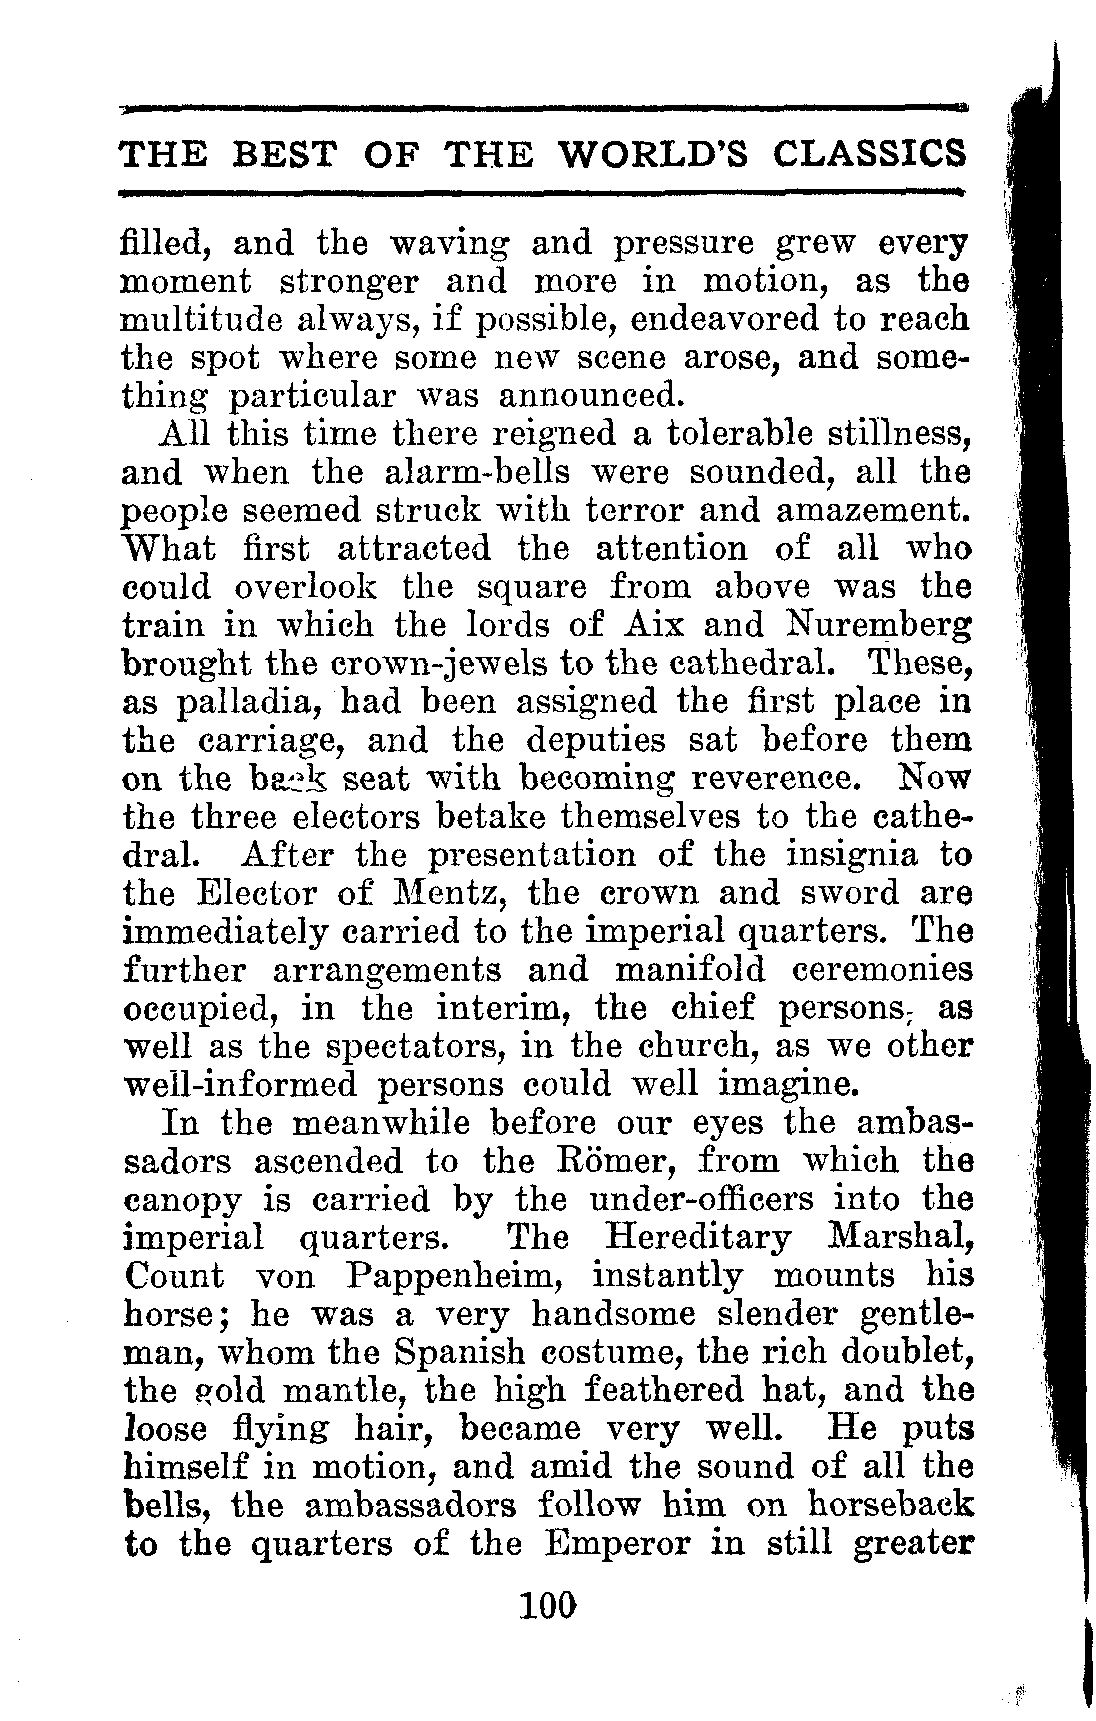 THE BEST OF THE WORLD'S CLASSICS
filled, and the waving and pressure grew every
moment stronger and more in motion, as the
multitude always, if possible, endeavored to reach
the spot where some new scene arose, and some-
thing particular was announced.
All this time there reigned a tolerable stillness,
and when the alarm-bells were sounded, all the
people seemed struck with terror and amazement.
What first attracted the attention of all who
could overlook the square from above was the
train in which the lords of Aix and Nuremberg
brought the crown-jewels to the cathedral. These,
as palladia, had been assigned the first place in
the carriage, and the deputies sat before them
on the back seat with becoming reverence. Now
the three electors betake themselves to the cathe-
dral. After the presentation of the insignia to
the Elector of Mentz, the crown and sword are
immediately carried to the imperial quarters. The
further arrangements and manifold ceremonies
occupied, in the interim, the chief persons, as
well as the spectators, in the church, as we other
well-informed persons could well imagine.
In the meanwhile before our eyes the ambas-
sadors ascended to the Römer, from which the
canopy is carried by the under-officers into the
imperial quarters. The Hereditary Marshal,
Count von Pappenheim, instantly mounts his
horse; he was a very handsome slender gentle-
man, whom the Spanish costume, the rich doublet,
the gold mantle, the high feathered hat, and the
loose flying hair, became very well. He puts
himself in motion, and amid the sound of all the
bells, the ambassadors follow him on horseback
to the quarters of the Emperor in still greater
100